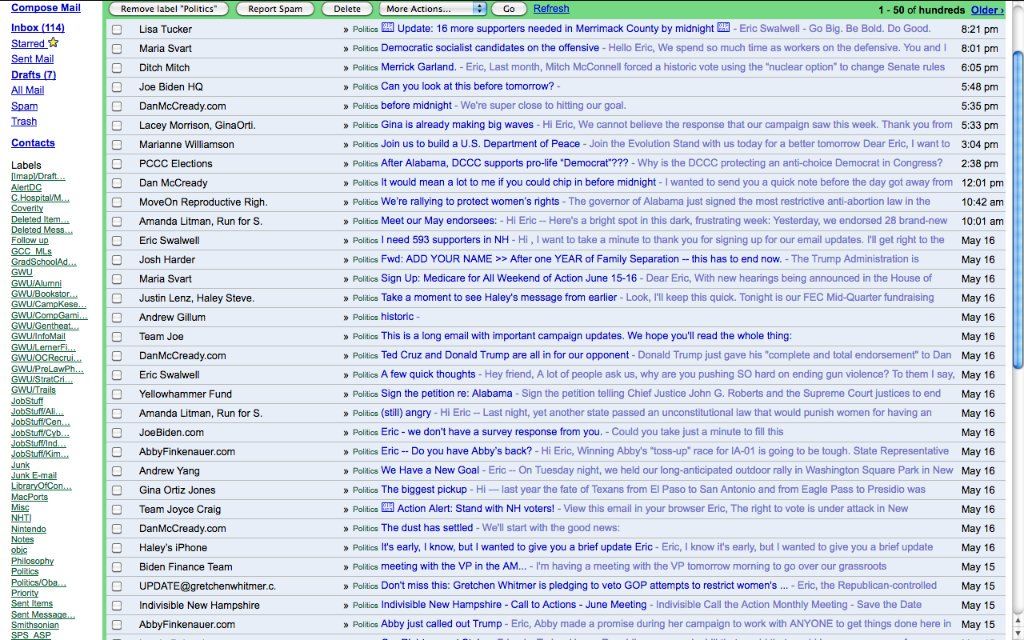 Compose Mail
Inbox (114)
Starred
Sent Mail
Drafts (7)
All Mail
Spam
Trash
Contacts
Labels
[Imap]/Draft...
AlertDC
C.Hospital/M...
Coverity
Deleted Item...
Deleted Mess...
Follow up
GCC_MLs
GradSchoolAd...
GWU
GWU/Alumni
GWU/Bookstor...
GWU/CampKese...
GWU/CompGami...
GWU/Gentheat...
GWU/InfoMail
GWU/LernerFi...
GWU/OCRecrui...
GWU/PreLawPh...
GWU/StratCri...
GWU/Trails
JobStuff
JobStuff/Ali...
JobStuff/Cen...
JobStuff/Cyb...
JobStuff/Ind...
JobStuff/Kim...
Junk
Junk E-mail
LibraryOfCon...
MacPorts
Misc
NHTI
Nintendo
Notes
objc
Philosophy
Politics
Politics/Oba...
Priority
Sent Items
Sent Message...
Smithsonian
SPS_ASP
Remove label "Politics" Report Spam Delete More Actions... Go Refresh 1 - 50 of hundreds Older ›
Lisa Tucker » Politics Update: 16 more supporters needed in Merrimack County by midnight - Eric Swalwell - Go Big. Be Bold. Do Good. 8:21 pm
Maria Svart » Politics Democratic socialist candidates on the offensive - Hello Eric, We spend so much time as workers on the defensive. You and I 8:01 pm
Ditch Mitch » Politics Merrick Garland. - Eric, Last month, Mitch McConnell forced a historic vote using the "nuclear option" to change Senate rules 6:05 pm
Joe Biden HQ » Politics Can you look at this before tomorrow? - 5:48 pm
DanMcCready.com » Politics before midnight - We're super close to hitting our goal. 5:35 pm
Lacey Morrison, GinaOrti. » Politics Gina is already making big waves - Hi Eric, We cannot believe the response that our campaign saw this week. Thank you from 5:33 pm
Marianne Williamson » Politics Join us to build a U.S. Department of Peace - Join the Evolution Stand with us today for a better tomorrow Dear Eric, I want to 3:04 pm
PCCC Elections » Politics After Alabama, DCCC supports pro-life "Democrat"??? - Why is the DCCC protecting an anti-choice Democrat in Congress? 2:38 pm
Dan McCready » Politics It would mean a lot to me if you could chip in before midnight - I wanted to send you a quick note before the day got away from 12:01 pm
MoveOn Reproductive Righ. » Politics We're rallying to protect women's rights - The governor of Alabama just signed the most restrictive anti-abortion law in the 10:42 am
Amanda Litman, Run for S. » Politics Meet our May endorsees: - Hi Eric -- Here's a bright spot in this dark, frustrating week: Yesterday, we endorsed 28 brand-new 10:01 am
Eric Swalwell » Politics I need 593 supporters in NH - Hi , I want to take a minute to thank you for signing up for our email updates. I'll get right to the May 16
Josh Harder » Politics Fwd: ADD YOUR NAME >> After one YEAR of Family Separation -- this has to end now. - The Trump Administration is May 16
Maria Svart » Politics Sign Up: Medicare for All Weekend of Action June 15-16 - Dear Eric, With new hearings being announced in the House of May 16
Justin Lenz, Haley Steve. » Politics Take a moment to see Haley's message from earlier - Look, I'll keep this quick. Tonight is our FEC Mid-Quarter fundraising May 16
Andrew Gillum » Politics historic - May 16
Team Joe » Politics This is a long email with important campaign updates. We hope you'll read the whole thing: May 16
DanMcCready.com » Politics Ted Cruz and Donald Trump are all in for our opponent - Donald Trump just gave his "complete and total endorsement" to Dan May 16
Eric Swalwell » Politics A few quick thoughts - Hey friend, A lot of people ask us, why are you pushing SO hard on ending gun violence? To them I say, May 16
Yellowhammer Fund » Politics Sign the petition re: Alabama - Sign the petition telling Chief Justice John G. Roberts and the Supreme Court justices to end May 16
Amanda Litman, Run for S. » Politics (still) angry - Hi Eric -- Last night, yet another state passed an unconstitutional law that would punish women for having an May 16
JoeBiden.com » Politics Eric - we don't have a survey response from you. - Could you take just a minute to fill this May 16
AbbyFinkenauer.com » Politics Eric -- Do you have Abby's back? - Hi Eric, Winning Abby's "toss-up" race for IA-01 is going to be tough. State Representative May 16
Andrew Yang » Politics We Have a New Goal - Eric -- On Tuesday night, we held our long-anticipated outdoor rally in Washington Square Park in New May 16
Gina Ortiz Jones » Politics The biggest pickup - Hi — last year the fate of Texans from El Paso to San Antonio and from Eagle Pass to Presidio was May 16
Team Joyce Craig » Politics Action Alert: Stand with NH voters! - View this email in your browser Eric, The right to vote is under attack in New May 16
DanMcCready.com » Politics The dust has settled - We'll start with the good news: May 16
Haley's iPhone » Politics It's early, I know, but I wanted to give you a brief update Eric - Eric, I know it's early, but I wanted to give you a brief update May 16
Biden Finance Team » Politics meeting with the VP in the AM... - I'm having a meeting with the VP tomorrow morning to go over our grassroots May 15
UPDATE@gretchenwhitmer.c. » Politics Don't miss this: Gretchen Whitmer is pledging to veto GOP attempts to restrict women's ... - Eric, the Republican-controlled May 15
Indivisible New Hampshire » Politics Indivisible New Hampshire - Call to Actions - June Meeting - Indivisible Call the Action Monthly Meeting - Save the Date May 15
AbbyFinkenauer.com » Politics Abby just called out Trump - Eric, Abby made a promise during her campaign to work with ANYONE to get things done here in May 15